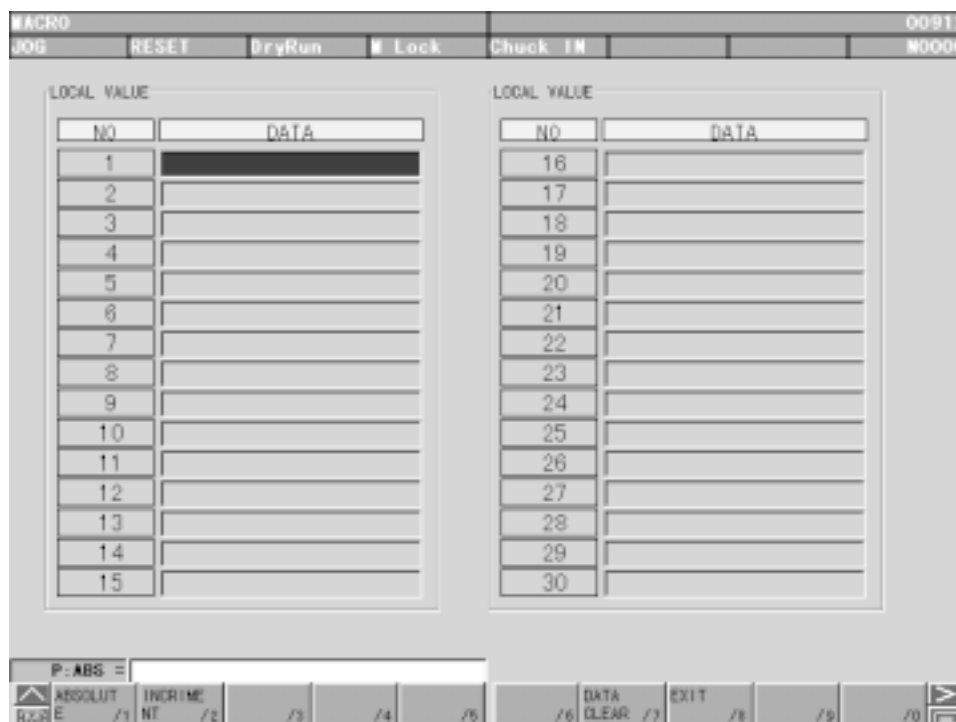 MACRO O0911
JOG RESET DryRun M Lock Chuck IN N0000
LOCAL VALUE LOCAL VALUE
NO DATA NO DATA
1 16
2 17
3 18
4 19
5 20
6 21
7 22
8 23
9 24
10 25
11 26
12 27
13 28
14 29
15 30
P:ABS =
ABSOLUT INCRIME DATA EXIT
E /1 NT /2 /3 /4 /5 /6 CLEAR /7 /8 /9 /0